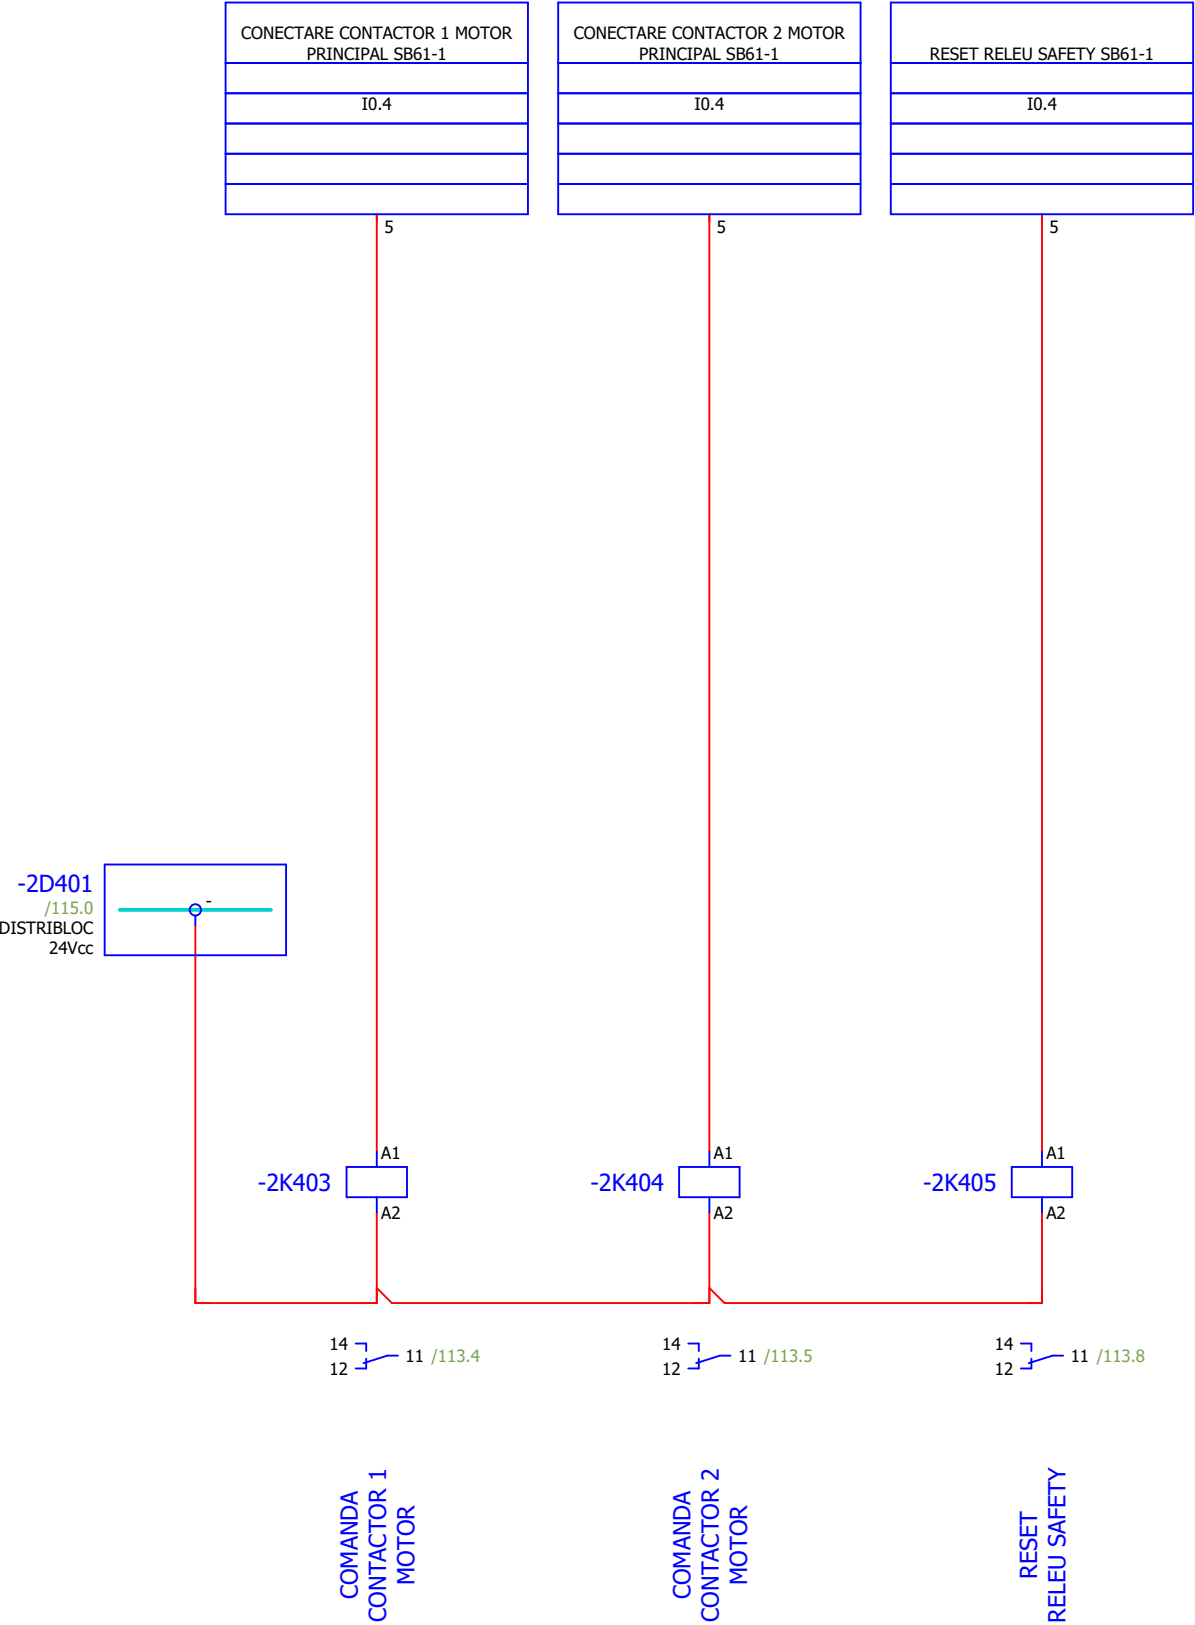 CONECTARE CONTACTOR 1 MOTOR
PRINCIPAL SB61-1
I0.4
5
CONECTARE CONTACTOR 2 MOTOR
PRINCIPAL SB61-1
I0.4
5
RESET RELEU SAFETY SB61-1
I0.4
5
-2D401
/115.0
DISTRIBLOC
24Vcc
-
-2K403
A1
A2
-2K404
A1
A2
-2K405
A1
A2
14
12
11 /113.4
14
12
11 /113.5
14
12
11 /113.8
COMANDA
CONTACTOR 1
MOTOR
COMANDA
CONTACTOR 2
MOTOR
RESET
RELEU SAFETY